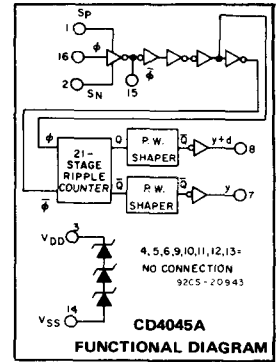 SP
1
16 ϕ
2
SN
15
ϕ̅
ϕ
21-
STAGE
RIPPLE
COUNTER
ϕ̅
Q
P. W.
SHAPER
Q̅
y+d
8
Q̅
P. W.
SHAPER
Q̅
y
7
3
VDD
14
VSS
4,5,6,9,10,11,12,13=
NO CONNECTION
92CS-20943
CD4045A
FUNCTIONAL DIAGRAM